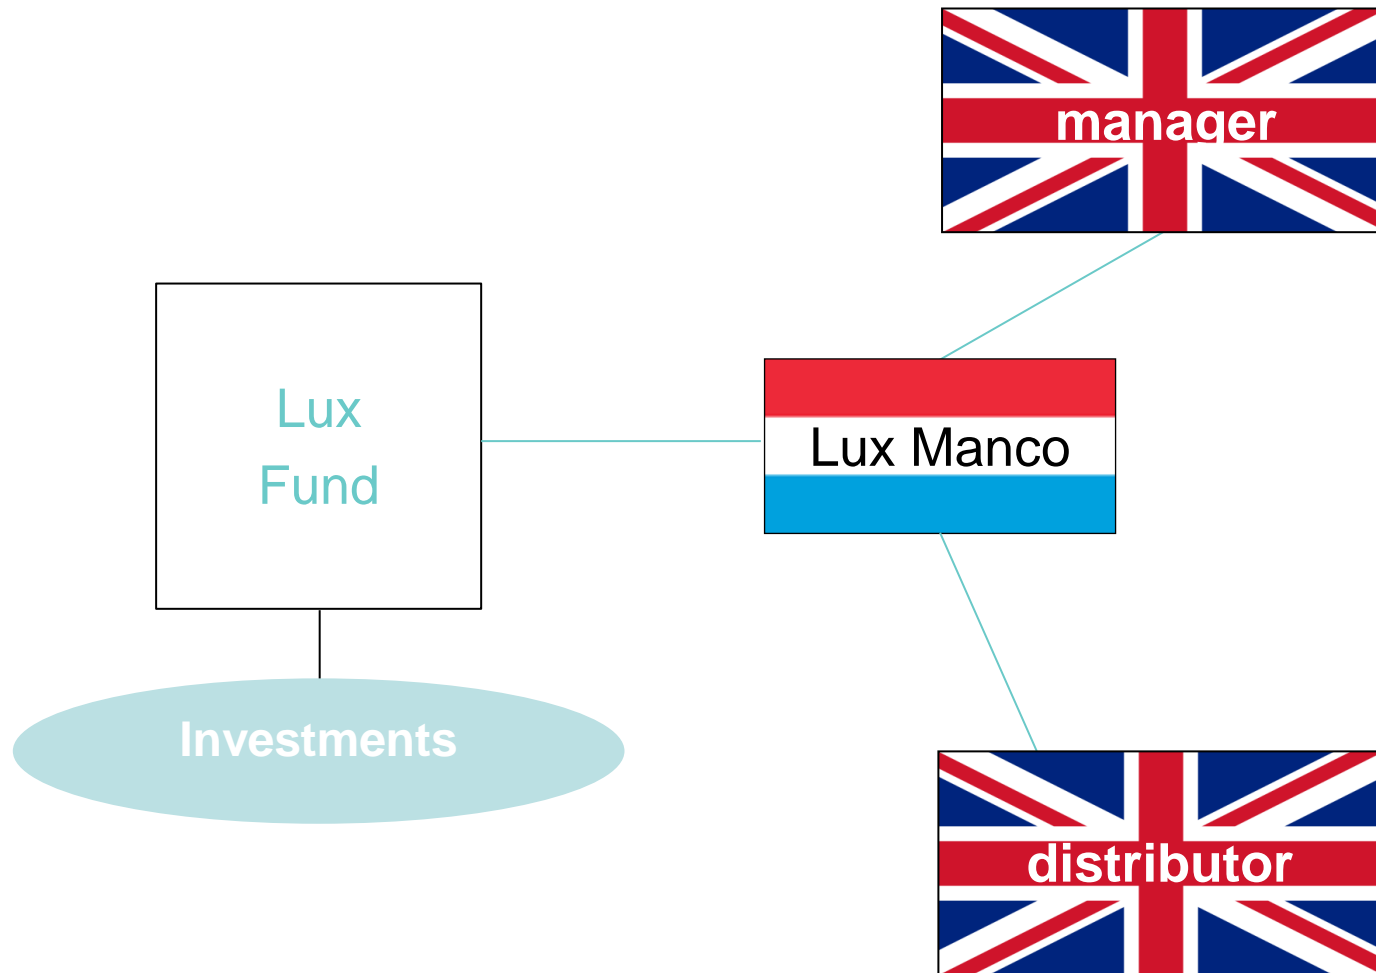 manager
Lux
Fund
Lux Manco
Investments
distributor